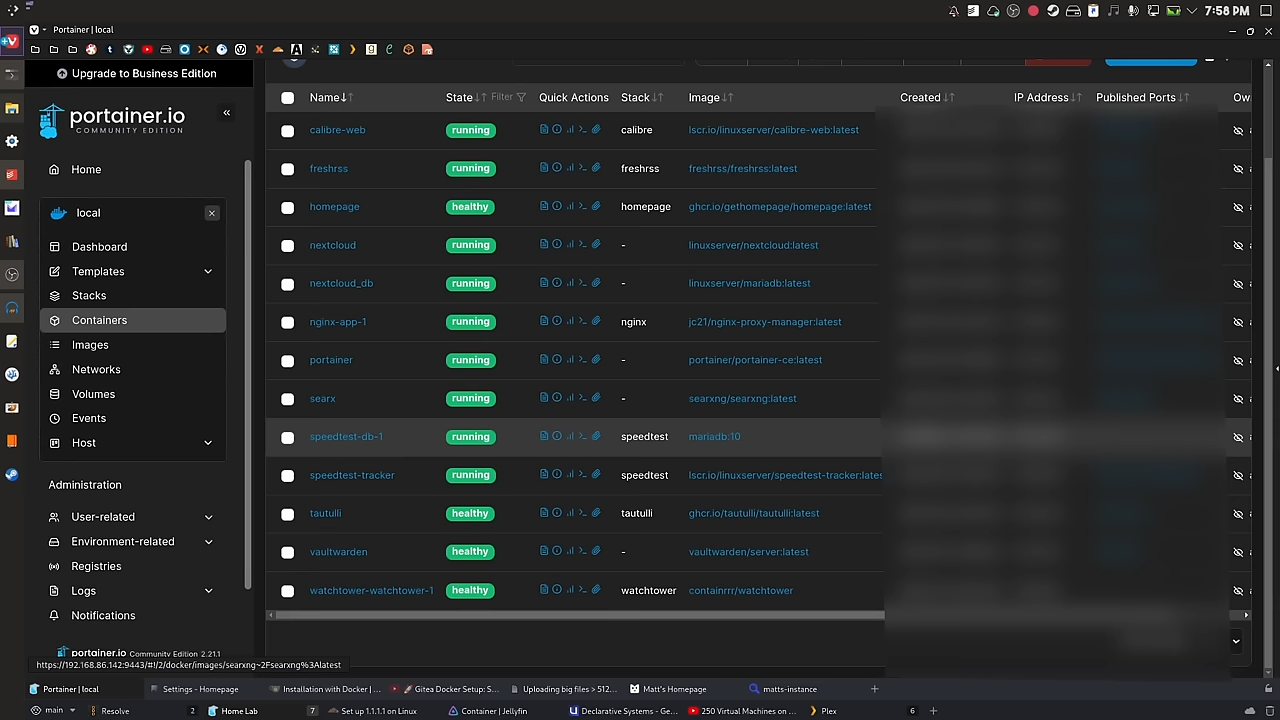 7:58 PM
Portainer | local
Upgrade to Business Edition
portainer.io
COMMUNITY EDITION
Home
local
Dashboard
Templates
Stacks
Containers
Images
Networks
Volumes
Events
Host
Administration
User-related
Environment-related
Registries
Logs
Notifications
portainer.io Community Edition 2.21.1
https://192.168.86.142:9443/#!/2/docker/images/searxng~2Fsearxng%3Alatest
Name State Filter Quick Actions Stack Image Created IP Address Published Ports Ow
calibre-web running calibre lscr.io/linuxserver/calibre-web:latest
freshrss running freshrss freshrss/freshrss:latest
homepage healthy homepage ghcr.io/gethomepage/homepage:latest
nextcloud running - linuxserver/nextcloud:latest
nextcloud_db running - linuxserver/mariadb:latest
nginx-app-1 running nginx jc21/nginx-proxy-manager:latest
portainer running - portainer/portainer-ce:latest
searx running - searxng/searxng:latest
speedtest-db-1 running speedtest mariadb:10
speedtest-tracker running speedtest lscr.io/linuxserver/speedtest-tracker:lates
tautulli healthy tautulli ghcr.io/tautulli/tautulli:latest
vaultwarden healthy - vaultwarden/server:latest
watchtower-watchtower-1 healthy watchtower containrrr/watchtower
Portainer | local Settings - Homepage Installation with Docker | ... Gitea Docker Setup: S... Uploading big files > 512... Matt's Homepage matts-instance
main Resolve 2 Home Lab 7 Set up 1.1.1.1 on Linux Container | Jellyfin Declarative Systems - Ge... 250 Virtual Machines on ... Plex 6